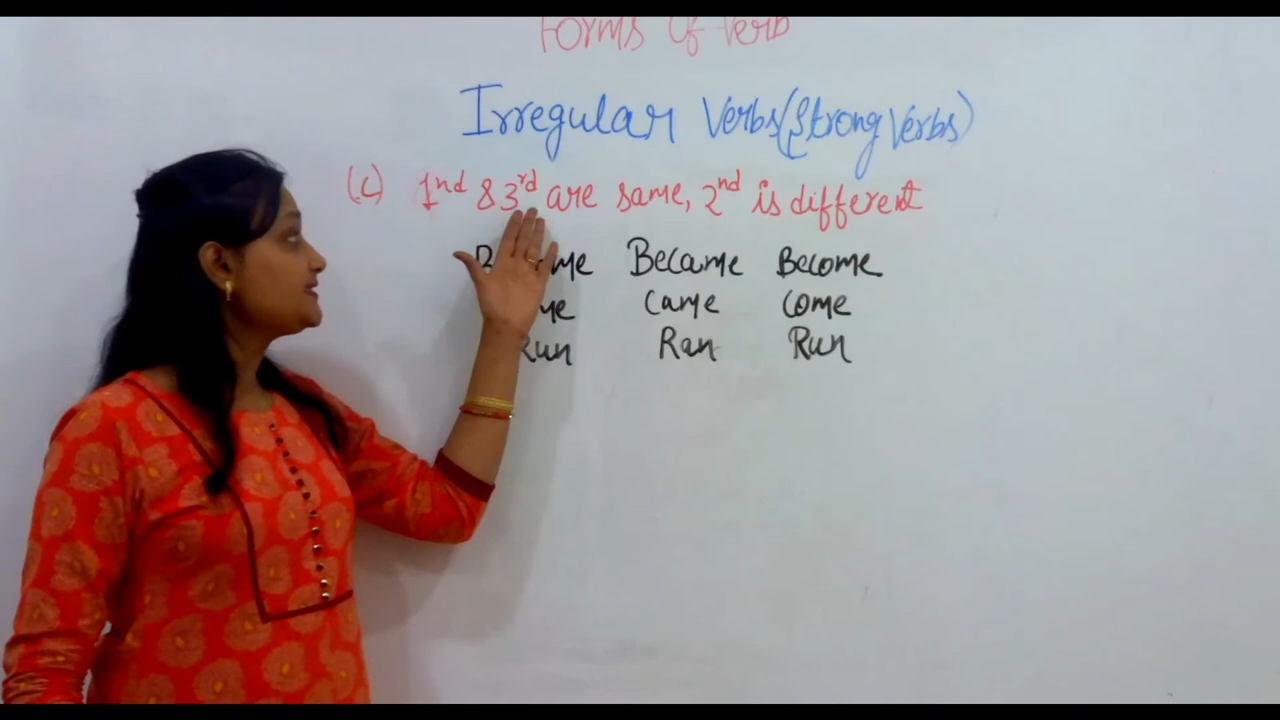 Forms Of Verb
Irregular Verbs (Strong Verbs)
(C) 1nd & 3rd are same, 2nd is different
Became Become
Came Come
Run Ran Run